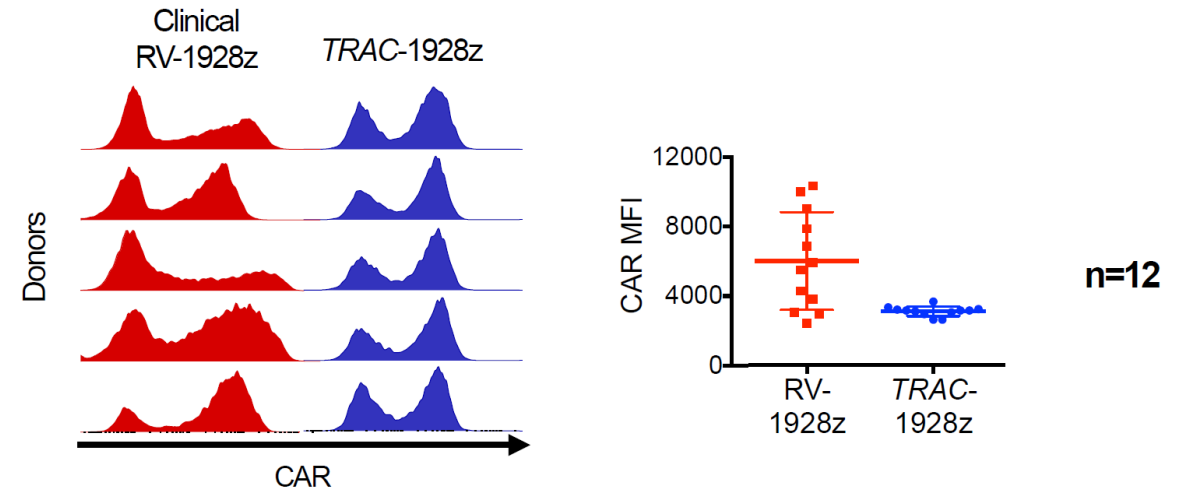 Clinical
RV-1928z
TRAC-1928z
Donors
CAR
CAR MFI
12000
8000
4000
0
RV-
1928z
TRAC-
1928z
n=12